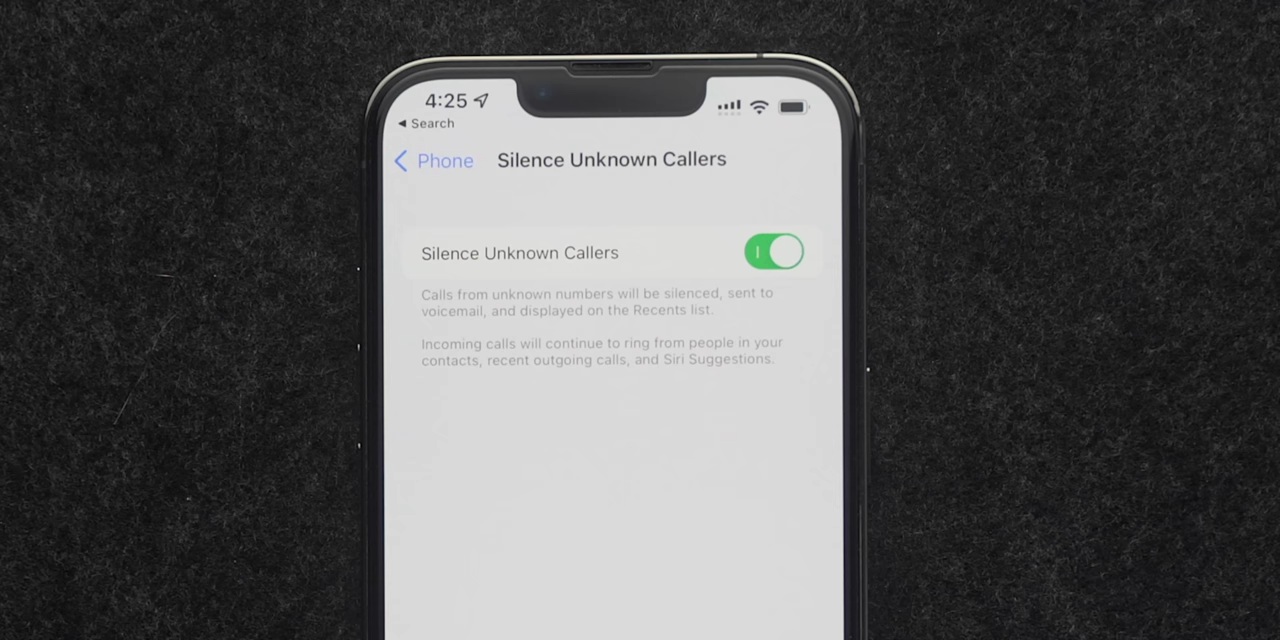 4:25
Search
Phone
Silence Unknown Callers
Silence Unknown Callers
Calls from unknown numbers will be silenced, sent to
voicemail, and displayed on the Recents list.
Incoming calls will continue to ring from people in your
contacts, recent outgoing calls, and Siri Suggestions.